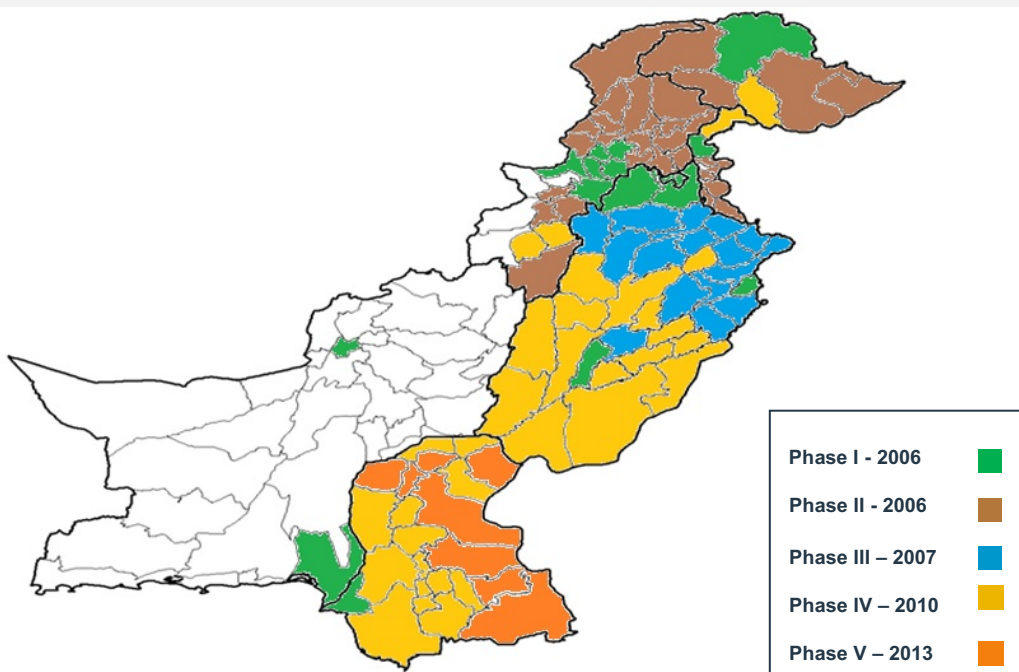 Phase I - 2006
Phase II - 2006
Phase III – 2007
Phase IV – 2010
Phase V – 2013